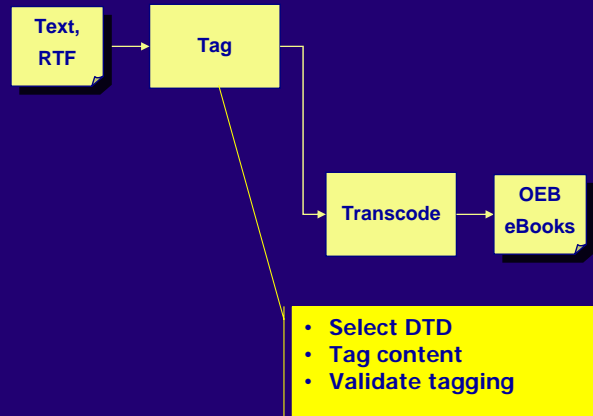 Text,
RTF
Tag
Transcode
OEB
eBooks
• Select DTD
• Tag content
• Validate tagging